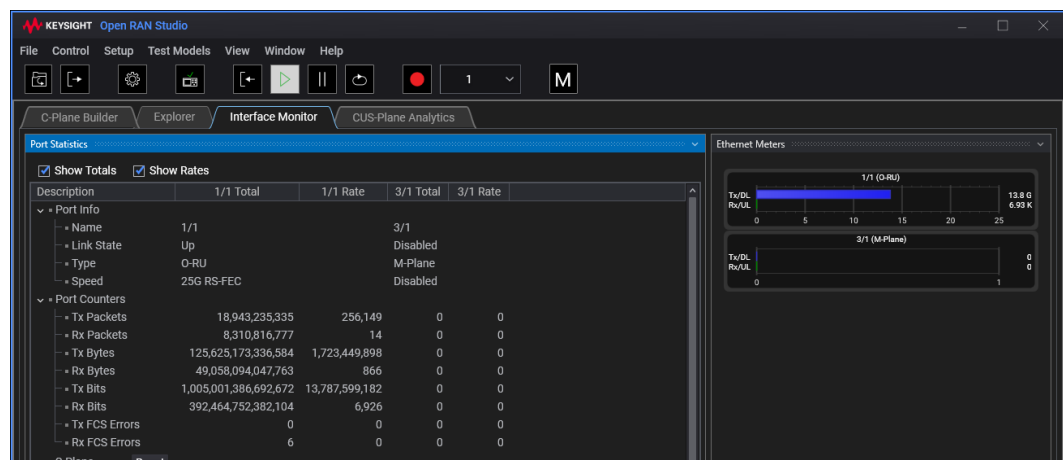 KEYSIGHT Open RAN Studio
File Control Setup Test Models View Window Help
1 M
C-Plane Builder Explorer Interface Monitor CUS-Plane Analytics
Port Statistics
Show Totals Show Rates
Description 1/1 Total 1/1 Rate 3/1 Total 3/1 Rate
Port Info
Name 1/1 3/1
Link State Up Disabled
Type O-RU M-Plane
Speed 25G RS-FEC Disabled
Port Counters
Tx Packets 18,943,235,335 256,149 0 0
Rx Packets 8,310,816,777 14 0 0
Tx Bytes 125,625,173,336,584 1,723,449,898 0 0
Rx Bytes 49,058,094,047,763 866 0 0
Tx Bits 1,005,001,386,692,672 13,787,599,182 0 0
Rx Bits 392,464,752,382,104 6,926 0 0
Tx FCS Errors 0 0 0 0
Rx FCS Errors 6 0 0 0
Ethernet Meters
1/1 (O-RU)
Tx/DL 13.8 G
Rx/UL 6.93 K
0 5 10 15 20 25
3/1 (M-Plane)
Tx/DL 0
Rx/UL 0
0 1